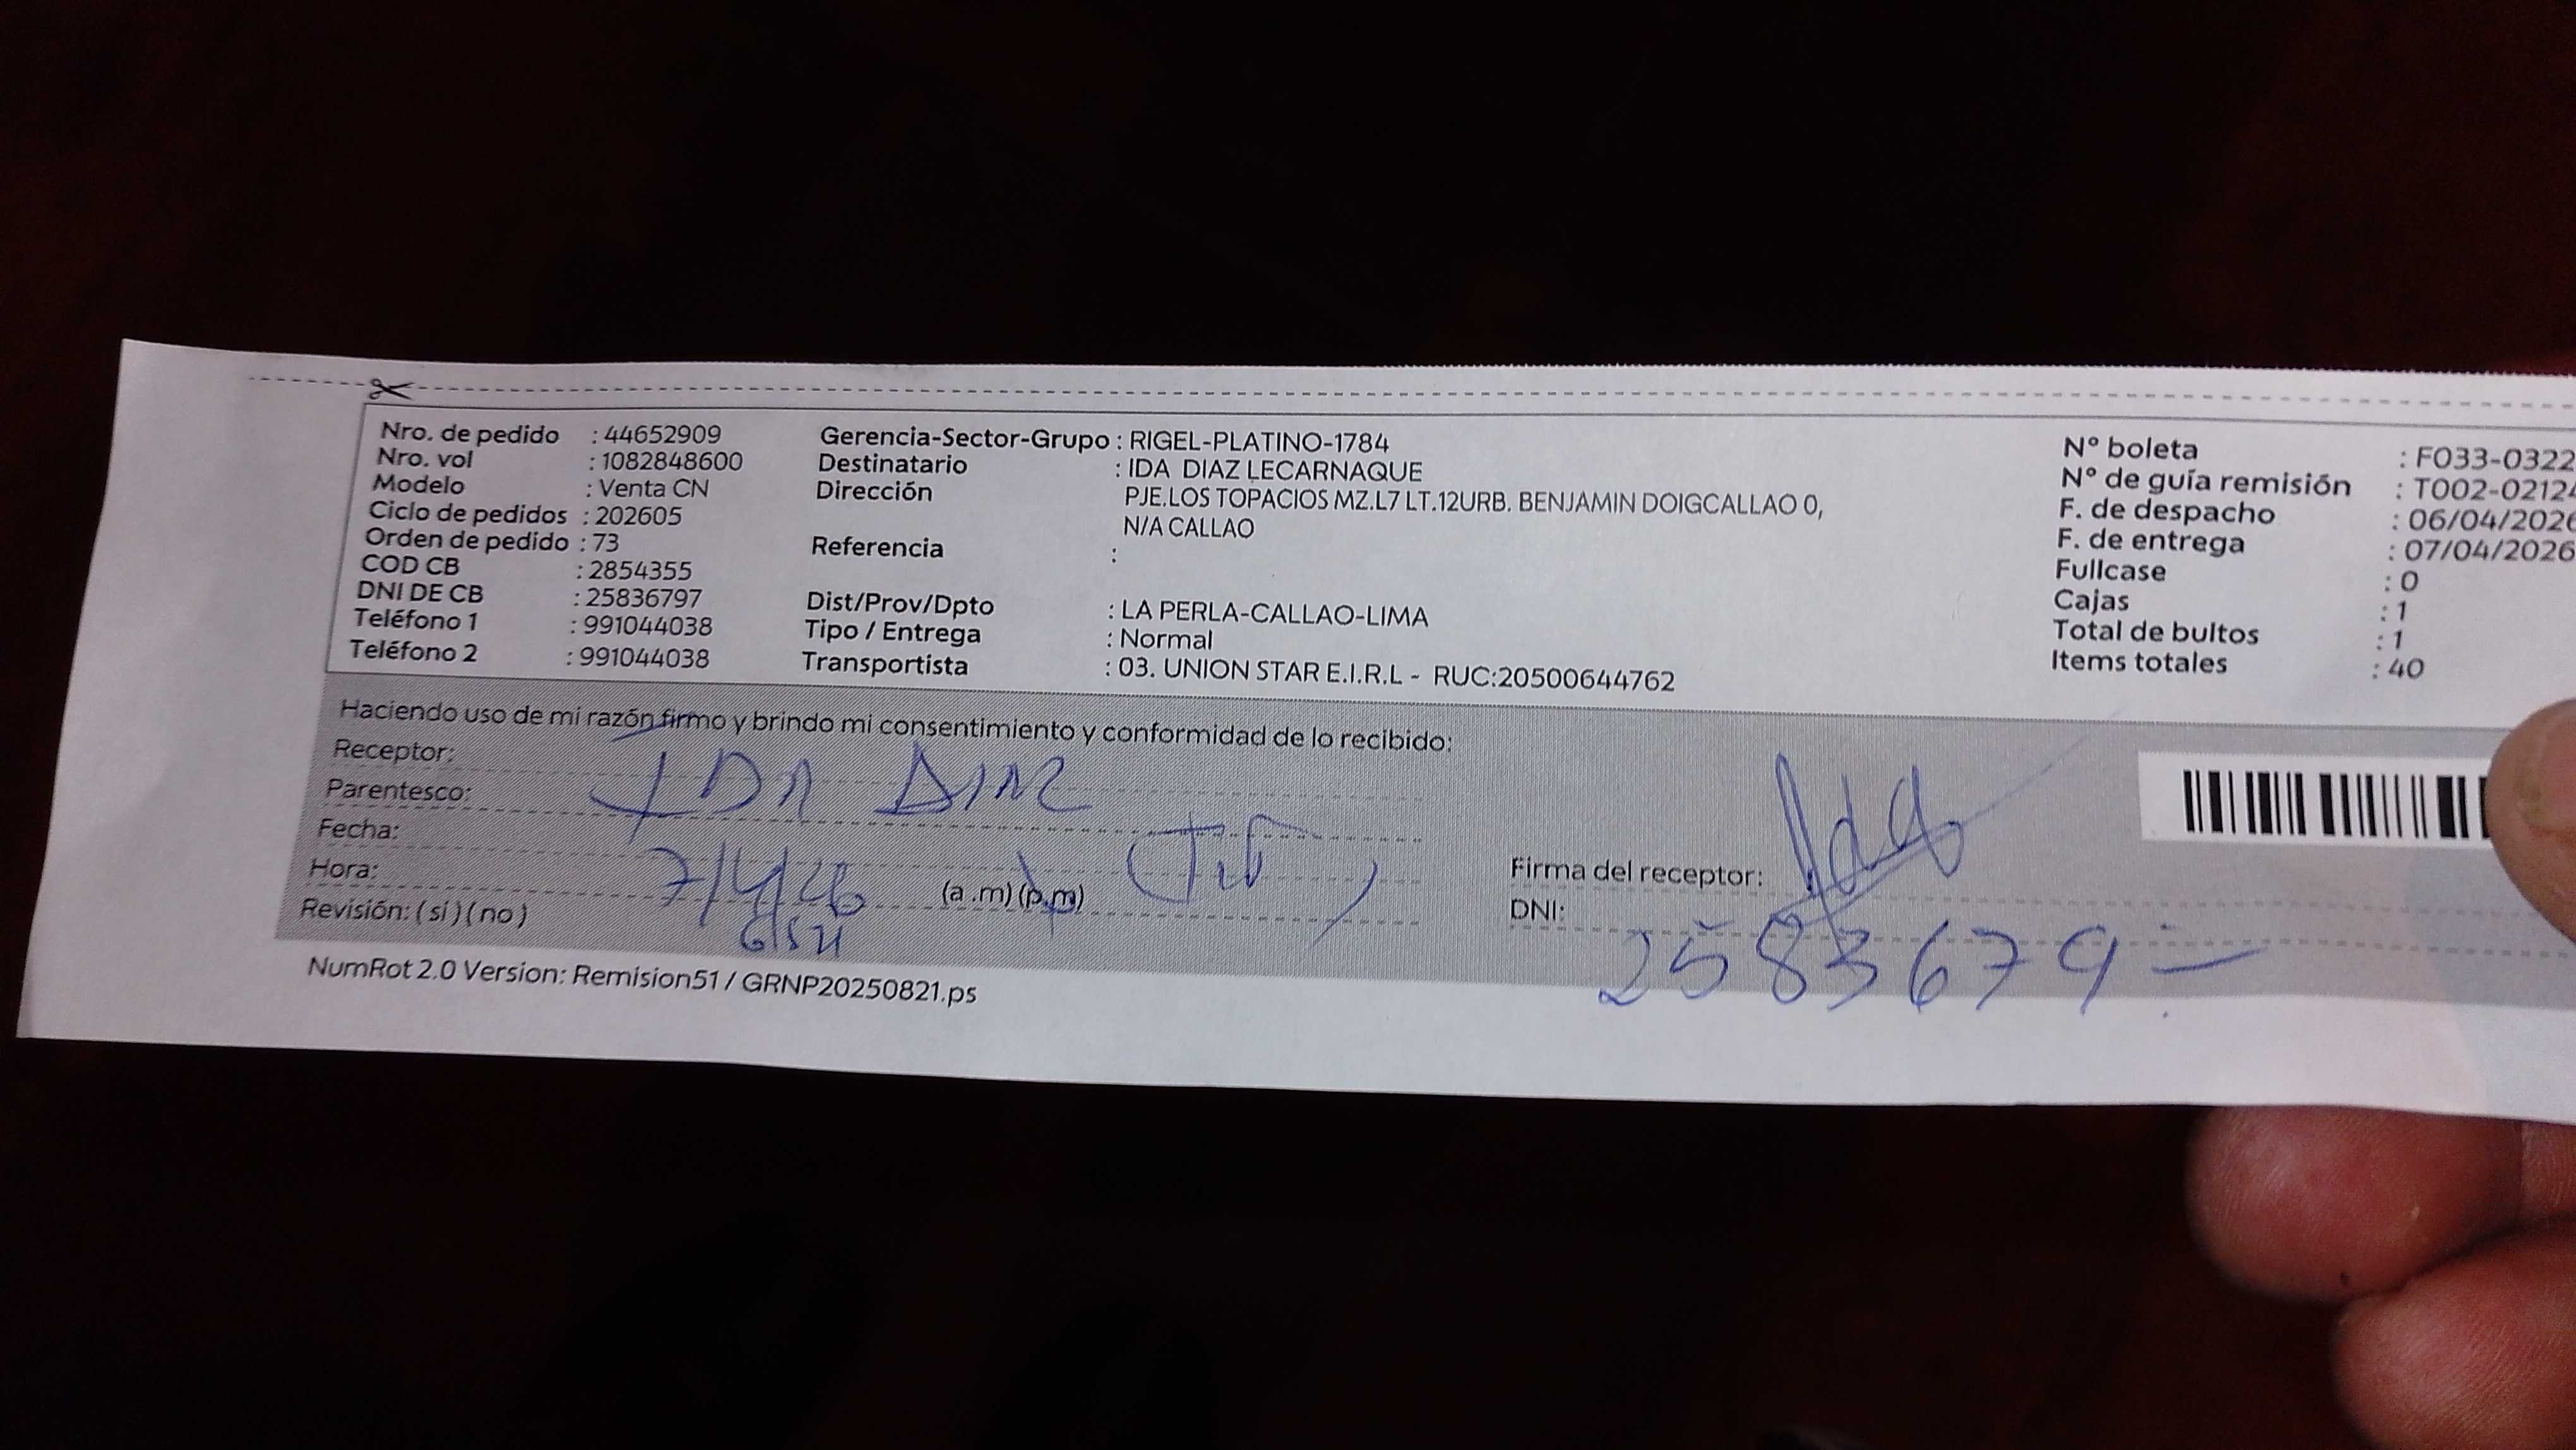 Nro. de pedido : 44652909
Nro. vol : 1082848600
Modelo : Venta CN
Ciclo de pedidos : 202605
Orden de pedido : 73
COD CB : 2854355
DNI DE CB : 25836797
Teléfono 1 : 991044038
Teléfono 2 : 991044038
Gerencia-Sector-Grupo : RIGEL-PLATINO-1784
Destinatario : IDA DIAZ LECARNAQUE
Dirección PJE.LOS TOPACIOS MZ.L7 LT.12URB. BENJAMIN DOIGCALLAO 0,
N/A CALLAO
Referencia :
Dist/Prov/Dpto : LA PERLA-CALLAO-LIMA
Tipo / Entrega : Normal
Transportista : 03. UNION STAR E.I.R.L - RUC:20500644762
Nº boleta : F033-0322
Nº de guía remisión : T002-0212
F. de despacho : 06/04/2026
F. de entrega : 07/04/2026
Fullcase : 0
Cajas : 1
Total de bultos : 1
Items totales : 40
Haciendo uso de mi razón firmo y brindo mi consentimiento y conformidad de lo recibido:
Receptor: IDA DIAZ
Parentesco:
Fecha: 7/4/26
Hora: (a.m) (p.m)
Revisión: ( si ) ( no )
Firma del receptor: Ida
DNI: 2583679
NumRot 2.0 Version: Remision51 / GRNP20250821.ps